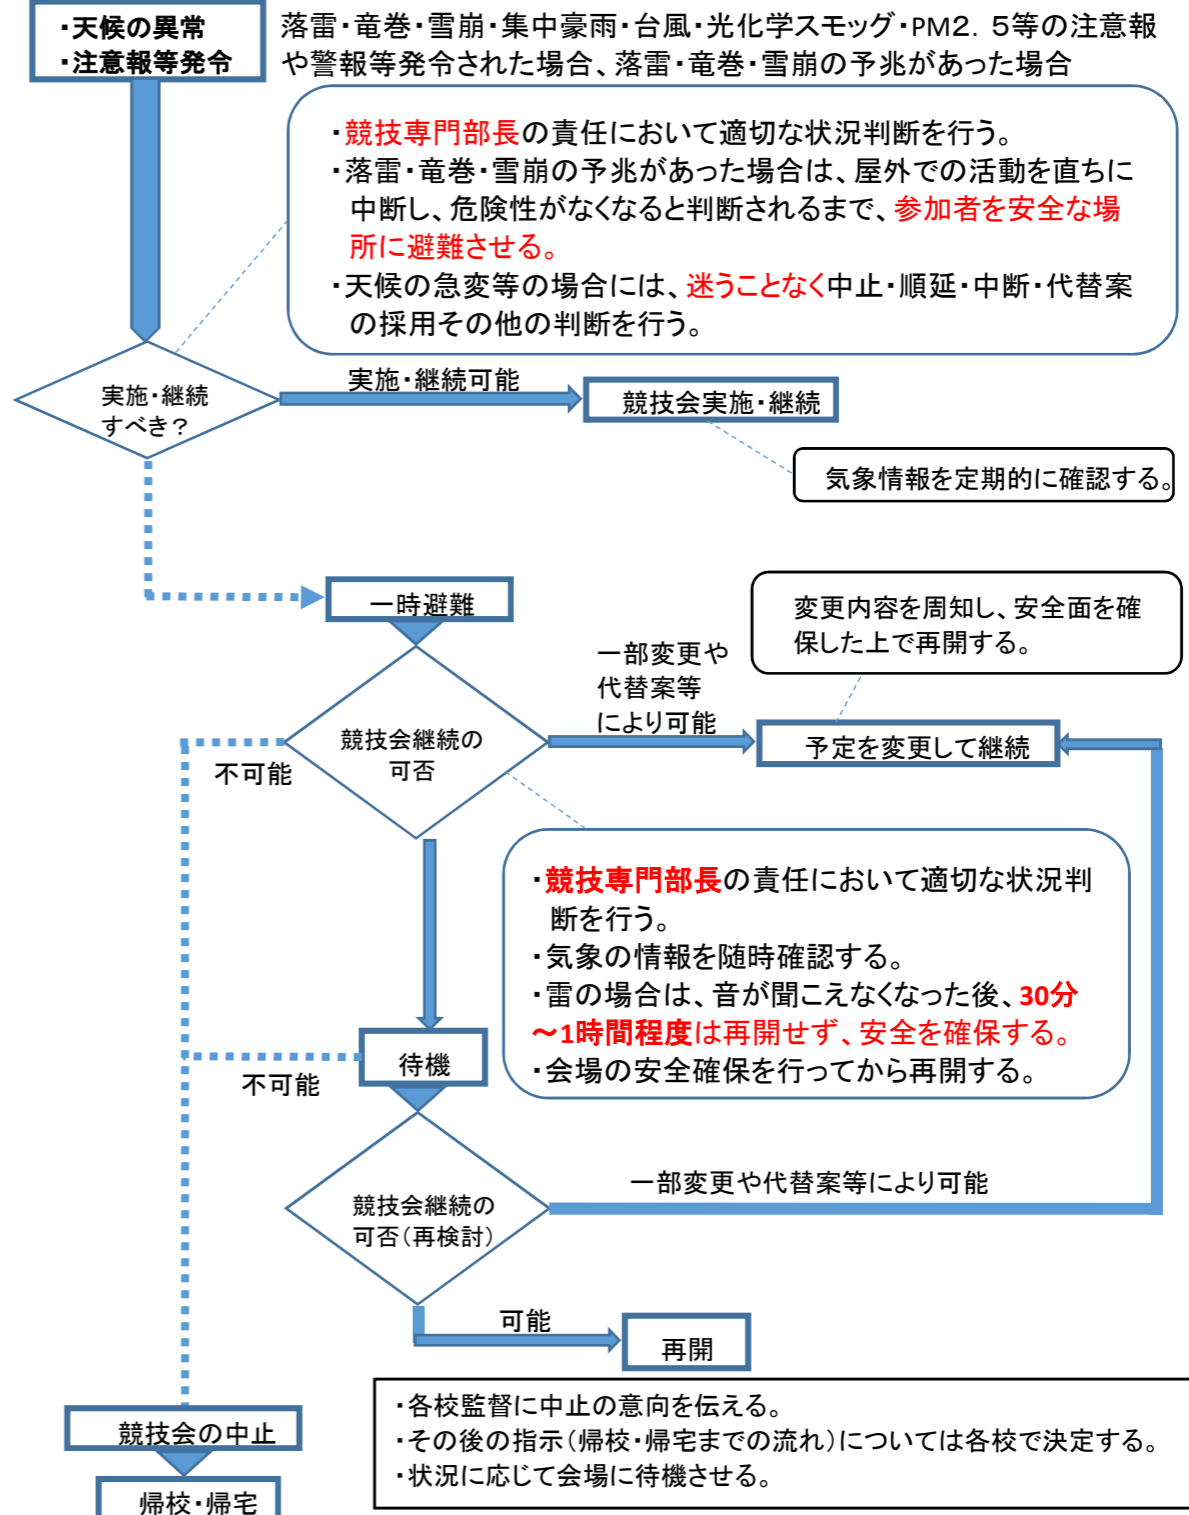 ・天候の異常
・注意報等発令
落雷・竜巻・雪崩・集中豪雨・台風・光化学スモッグ・PM2．5等の注意報
や警報等発令された場合、落雷・竜巻・雪崩の予兆があった場合
・競技専門部長の責任において適切な状況判断を行う。
・落雷・竜巻・雪崩の予兆があった場合は、屋外での活動を直ちに
中断し、危険性がなくなると判断されるまで、参加者を安全な場
所に避難させる。
・天候の急変等の場合には、迷うことなく中止・順延・中断・代替案
の採用その他の判断を行う。
実施・継続
すべき？
実施・継続可能
競技会実施・継続
気象情報を定期的に確認する。
一時避難
変更内容を周知し、安全面を確
保した上で再開する。
一部変更や
代替案等
により可能
競技会継続の
可否
不可能
予定を変更して継続
・競技専門部長の責任において適切な状況判
断を行う。
・気象の情報を随時確認する。
・雷の場合は、音が聞こえなくなった後、30分
～1時間程度は再開せず、安全を確保する。
・会場の安全確保を行ってから再開する。
待機
不可能
競技会継続の
可否（再検討）
一部変更や代替案等により可能
可能
再開
・各校監督に中止の意向を伝える。
・その後の指示（帰校・帰宅までの流れ）については各校で決定する。
・状況に応じて会場に待機させる。
競技会の中止
帰校・帰宅